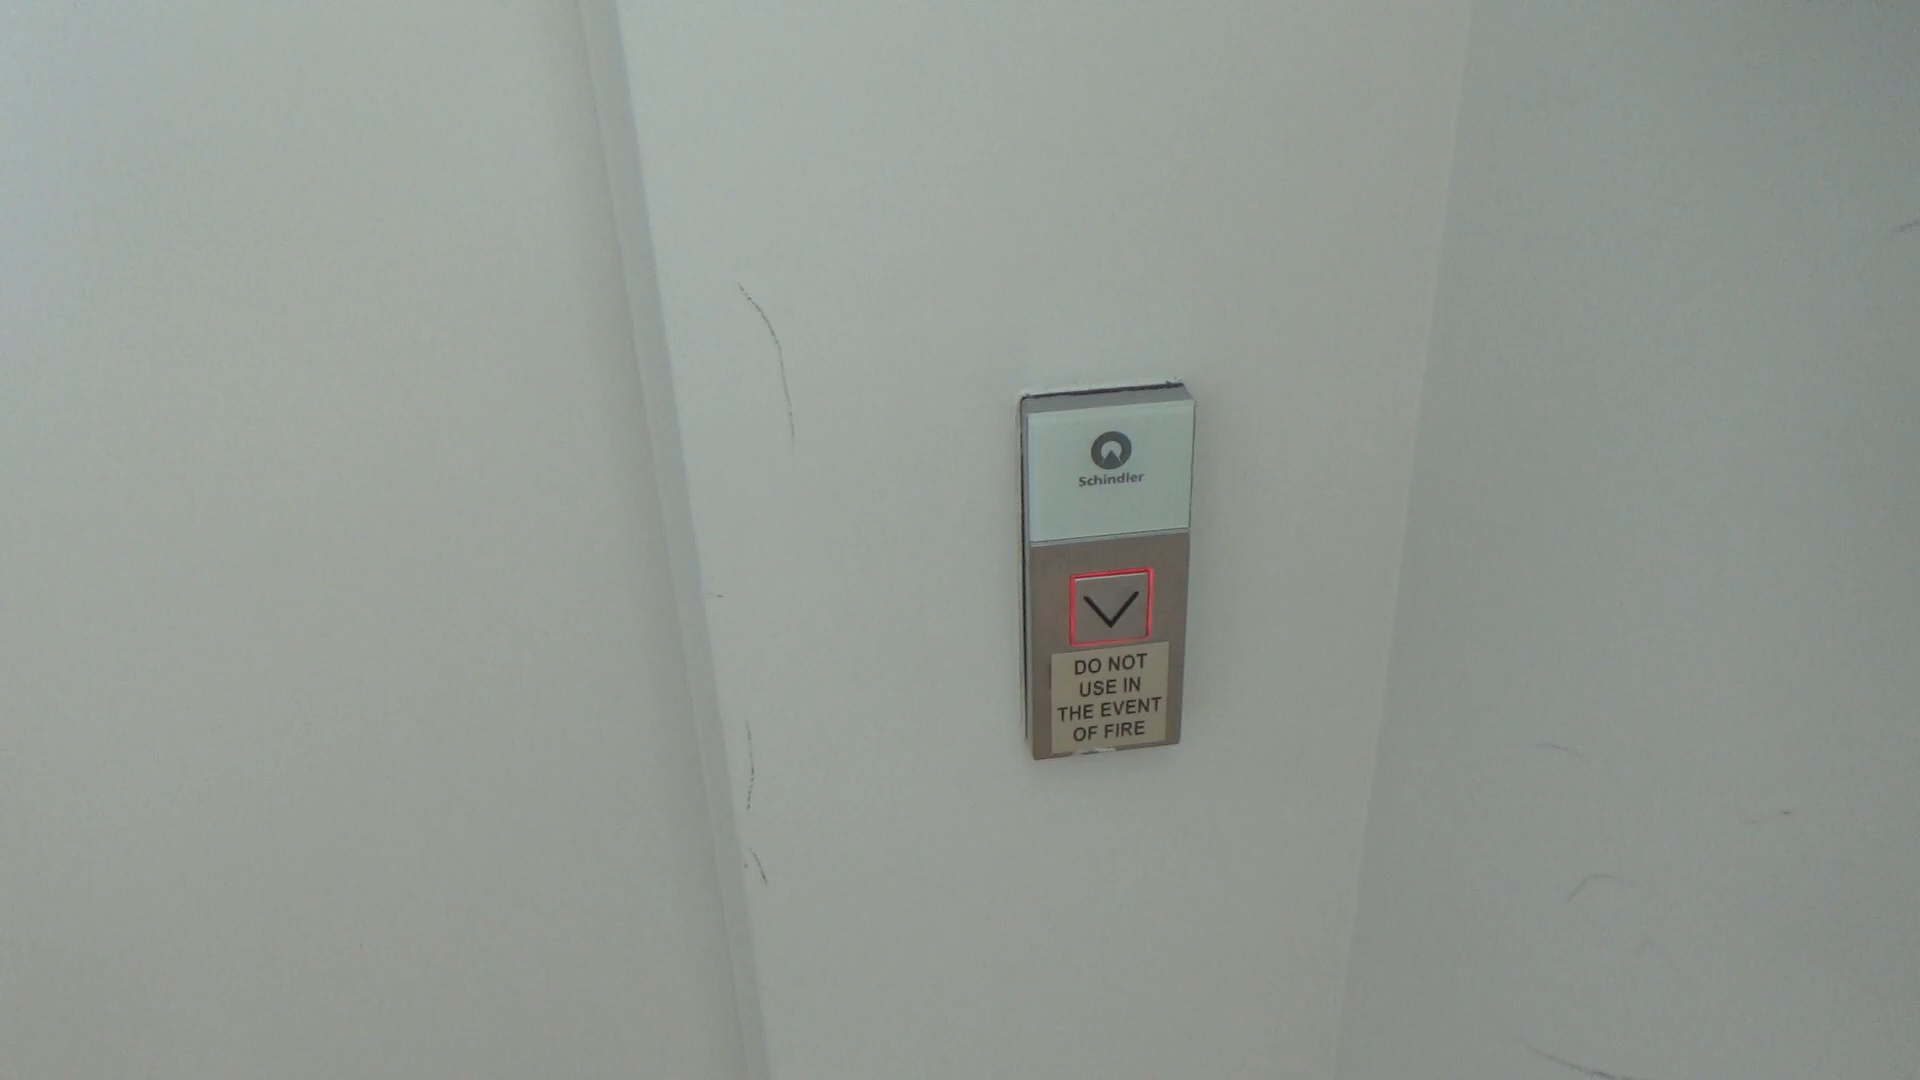 Schindler
DO NOT
USE IN
THE EVENT
OF FIRE